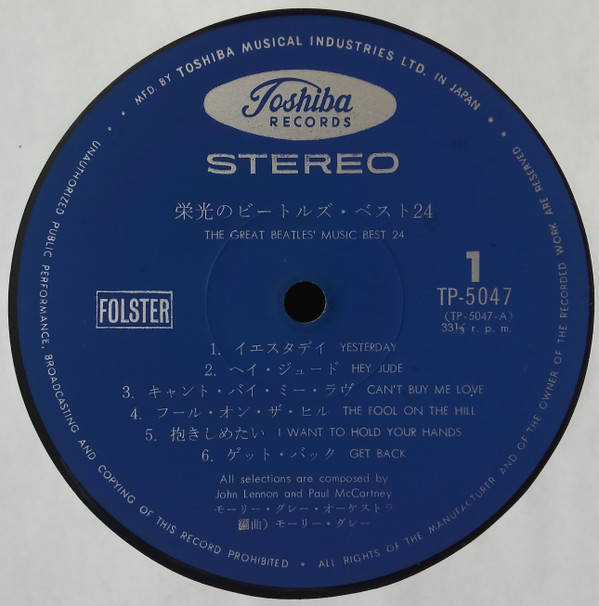 MFD. BY TOSHIBA MUSICAL INDUSTRIES LTD. IN JAPAN
Toshiba
RECORDS
STEREO
栄光のビートルズ・ベスト24
THE GREAT BEATLES' MUSIC BEST 24
1
TP-5047
(TP-5047-A)
33⅓ r. p. m.
FOLSTER
1. イエスタデイ YESTERDAY
2. ヘイ・ジュード HEY JUDE
3. キャント・バイ・ミー・ラヴ CAN'T BUY ME LOVE
4. フール・オン・ザ・ヒル THE FOOL ON THE HILL
5. 抱きしめたい I WANT TO HOLD YOUR HANDS
6. ゲット・バック GET BACK
All selections are composed by
John Lennon and Paul McCartney
モーリー・グレー・オーケストラ
編曲) モーリー・グレー
UNAUTHORIZED PUBLIC PERFORMANCE, BROADCASTING AND COPYING OF THIS RECORD PROHIBITED • ALL RIGHTS OF THE MANUFACTURER AND OF THE OWNER OF THE RECORDED WORK ARE RESERVED